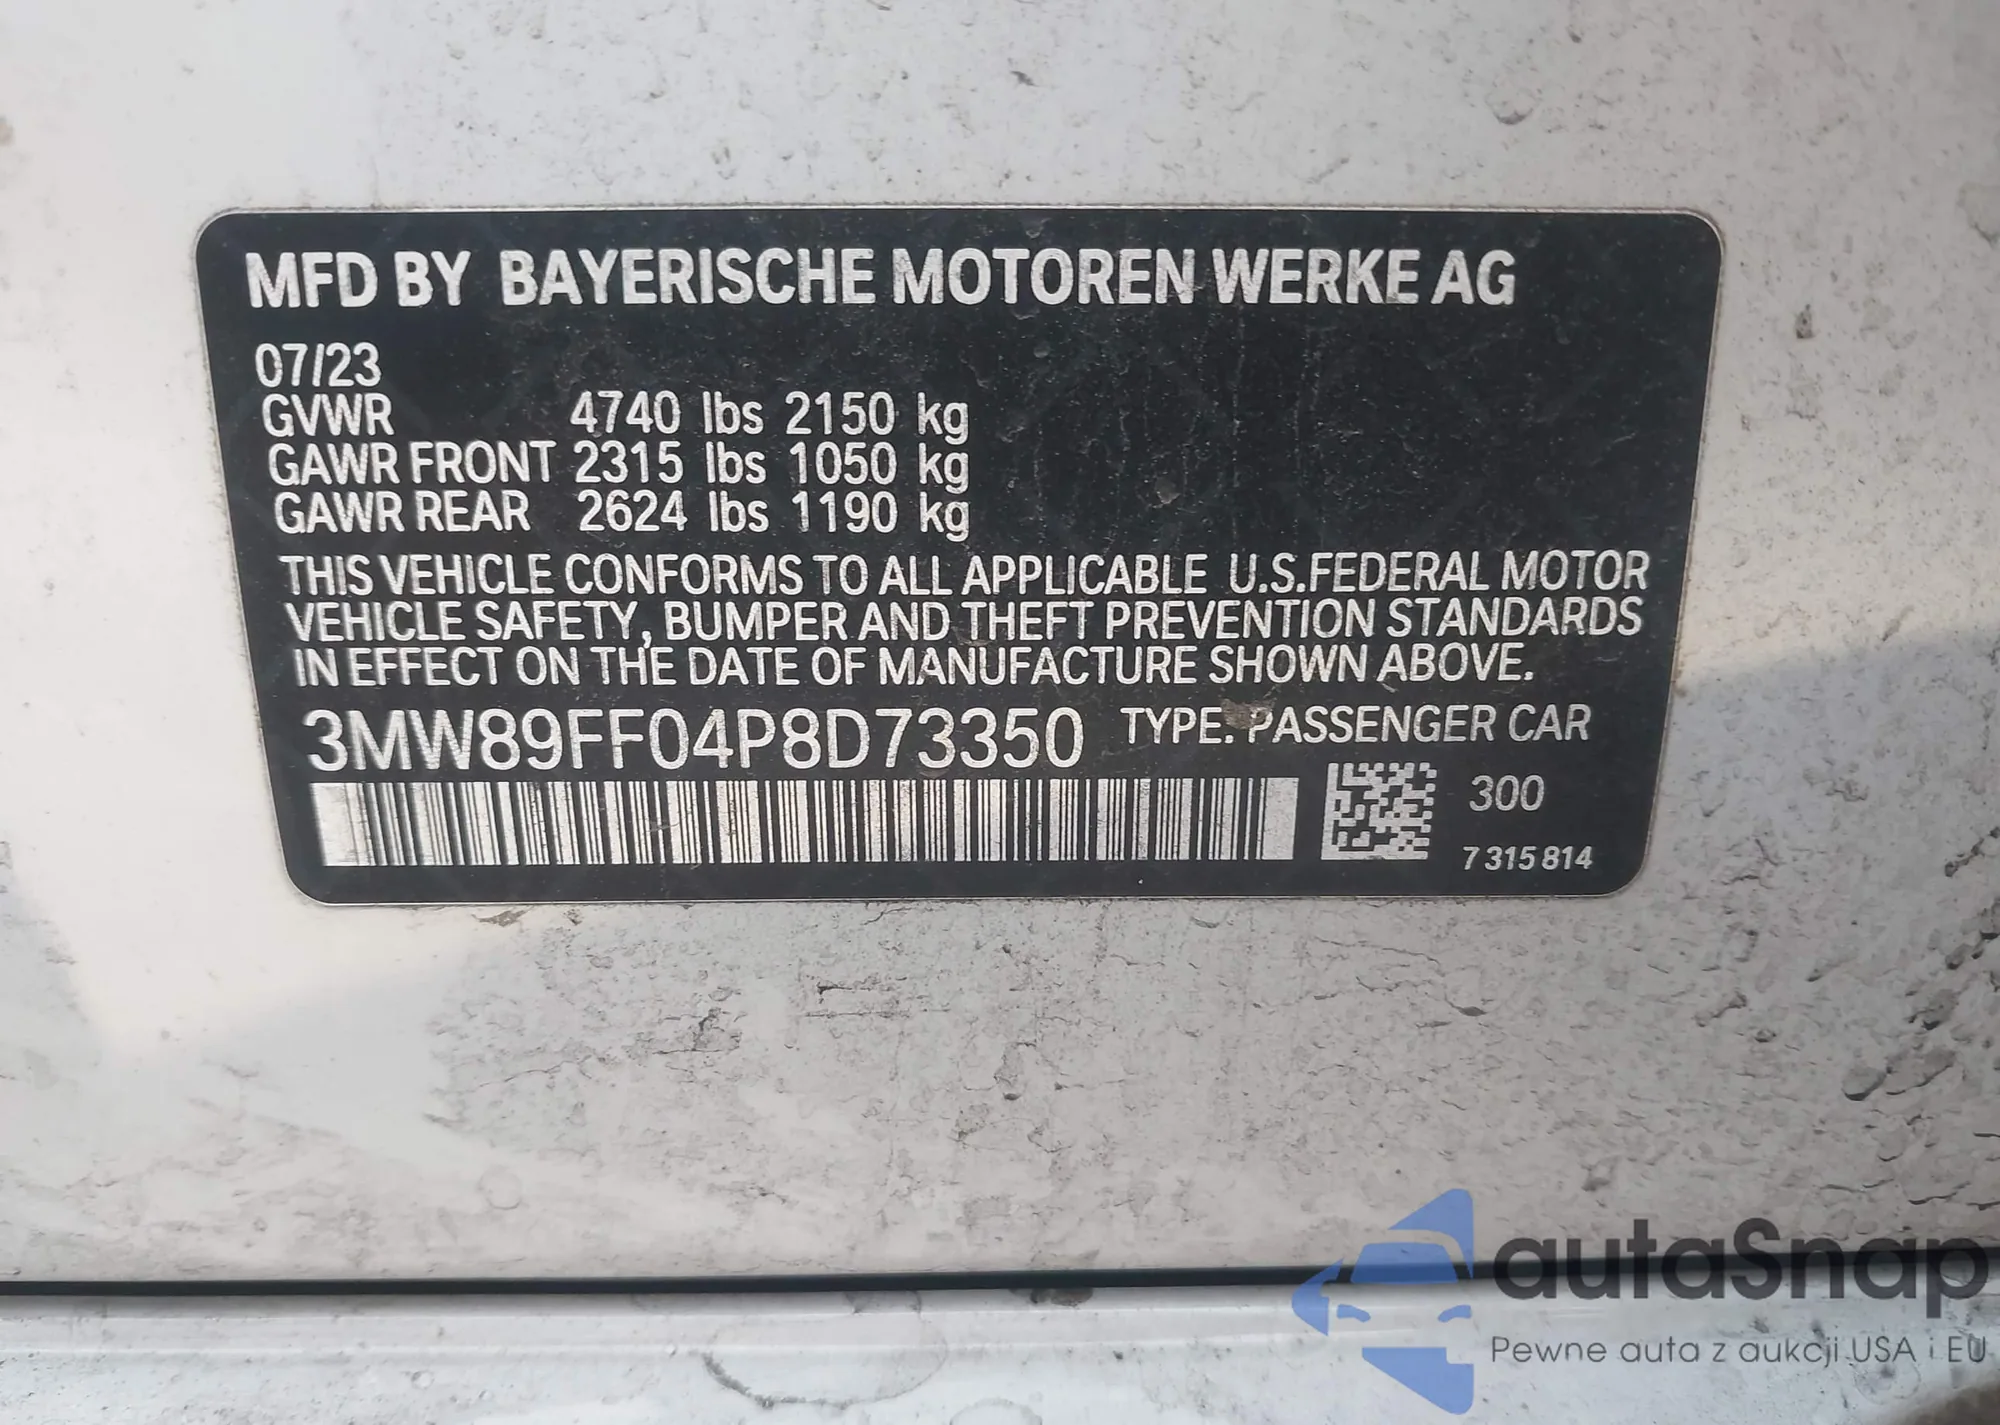 MFD BY BAYERISCHE MOTOREN WERKE AG
07/23
GVWR 4740 lbs 2150 kg
GAWR FRONT 2315 lbs 1050 kg
GAWR REAR 2624 lbs 1190 kg
THIS VEHICLE CONFORMS TO ALL APPLICABLE U.S.FEDERAL MOTOR
VEHICLE SAFETY, BUMPER AND THEFT PREVENTION STANDARDS
IN EFFECT ON THE DATE OF MANUFACTURE SHOWN ABOVE.
3MW89FF04P8D73350 TYPE: PASSENGER CAR
300
7 315 814
autaSnap
Pewne auta z aukcji USA i EU